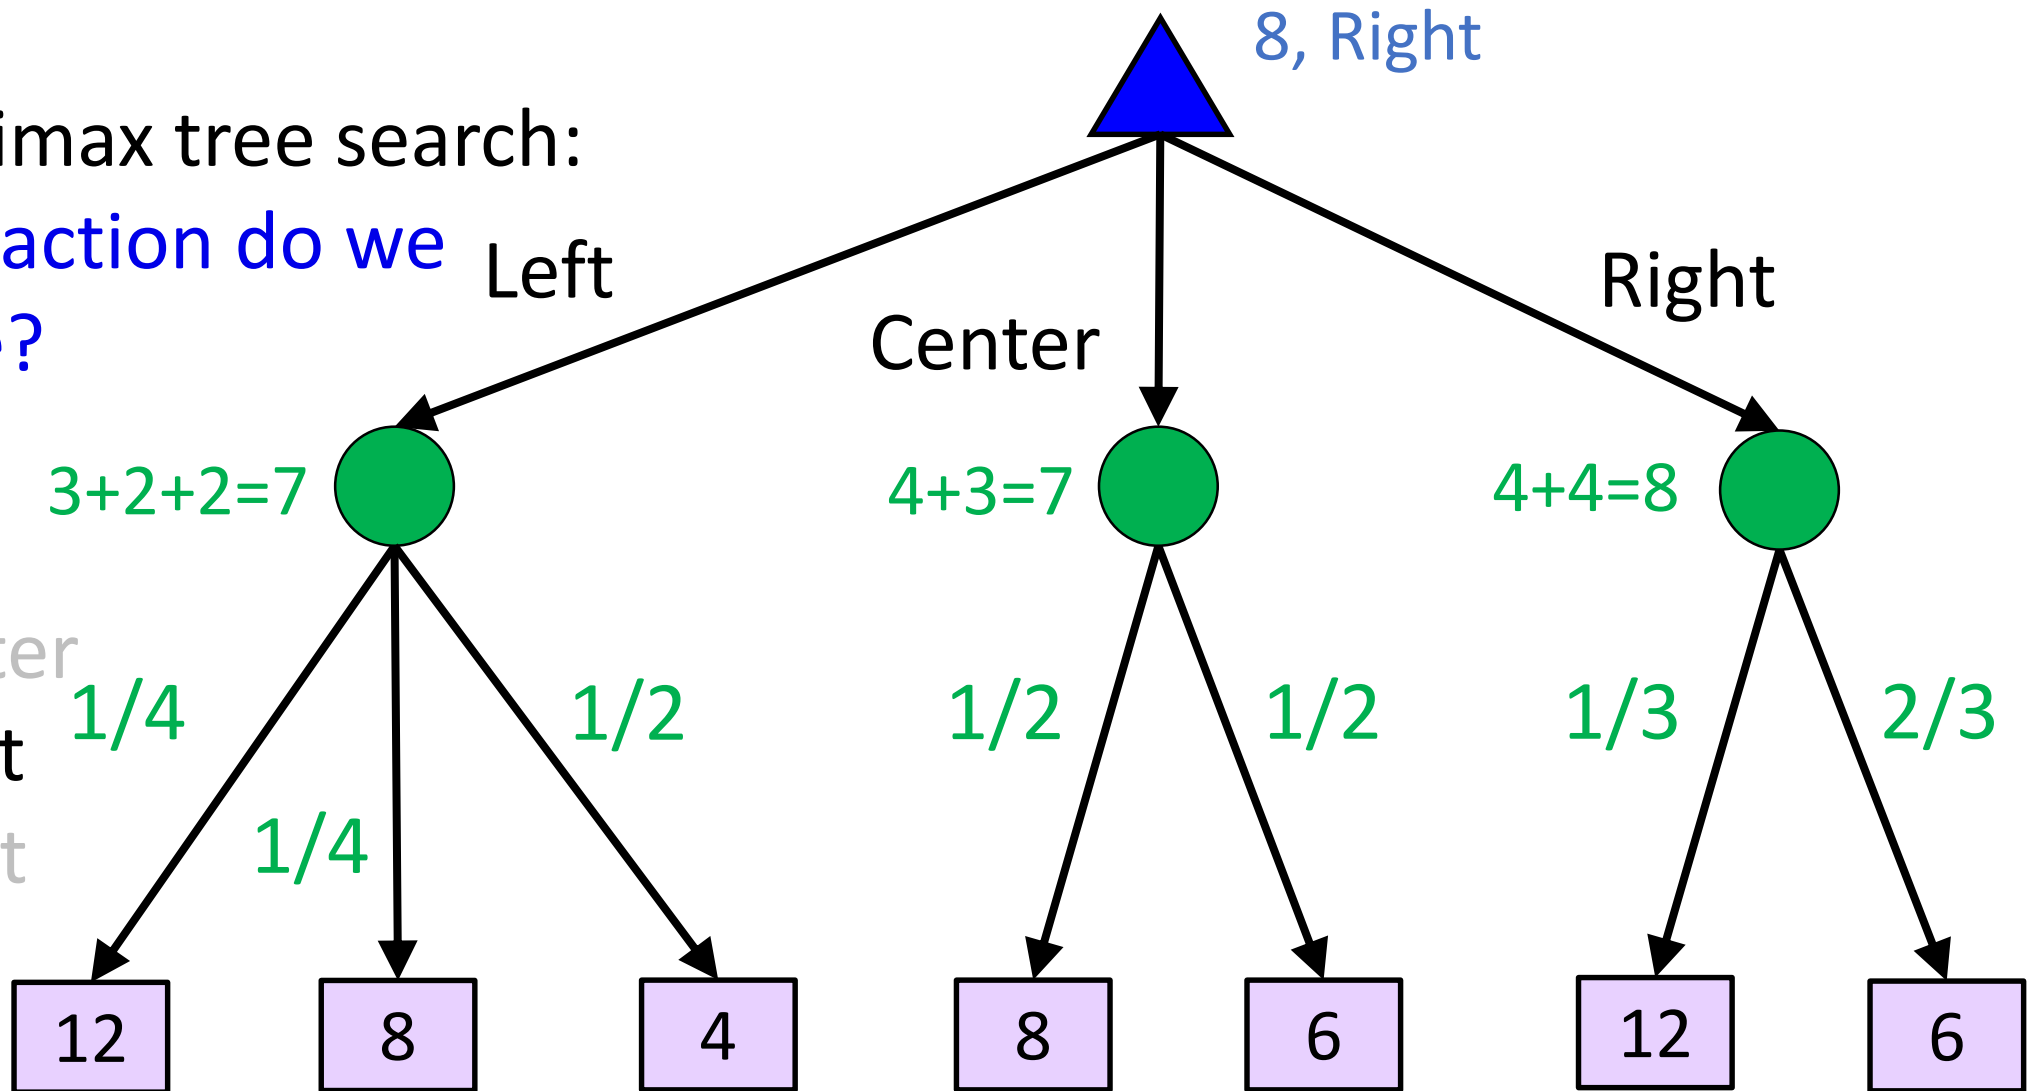 8, Right
imax tree search:
action do we
Left
Right
?
Center
3+2+2=7
4+3=7
4+4=8
ter
1/4
1/2
1/2
1/2
1/3
2/3
t
1/4
t
12
8
4
8
6
12
6